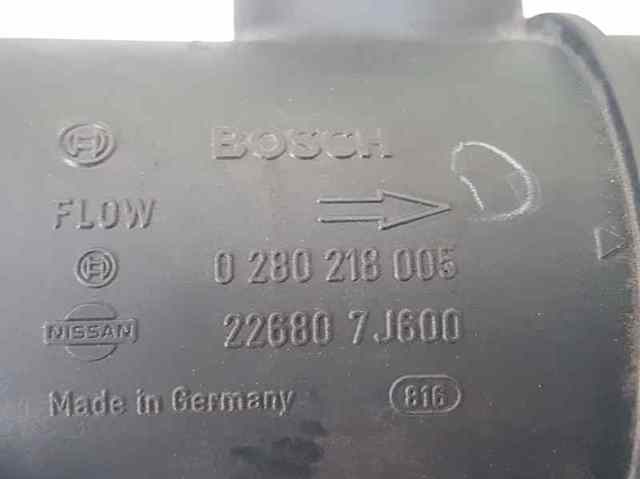 BOSCH
FLOW
0 280 218 005
NISSAN 22680 7J600
Made in Germany 816